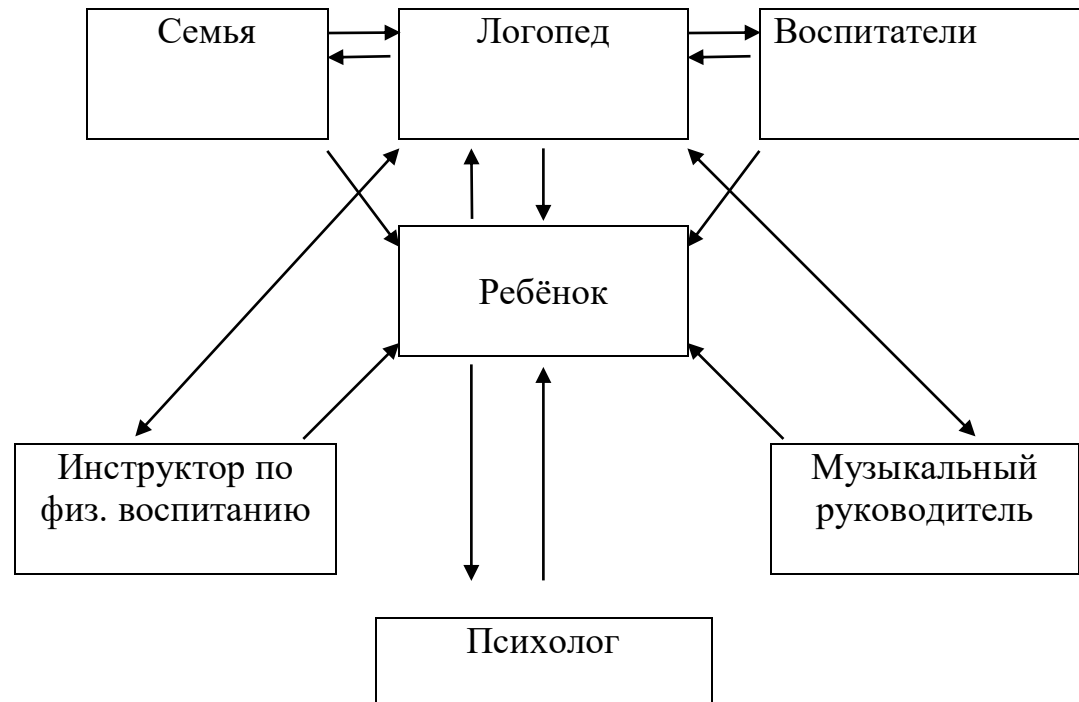 Семья
Логопед
Воспитатели
Ребёнок
Инструктор по
физ. воспитанию
Музыкальный
руководитель
Психолог